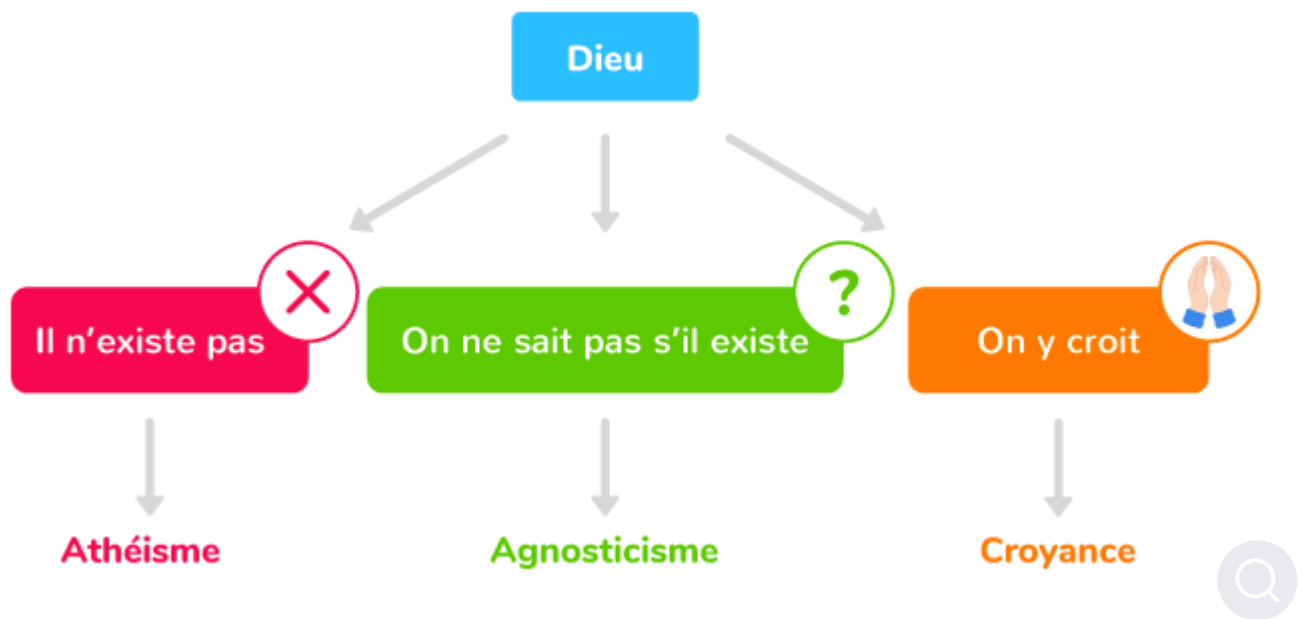 Dieu
Il n’existe pas
?
On ne sait pas s’il existe
On y croit
Athéisme
Agnosticisme
Croyance